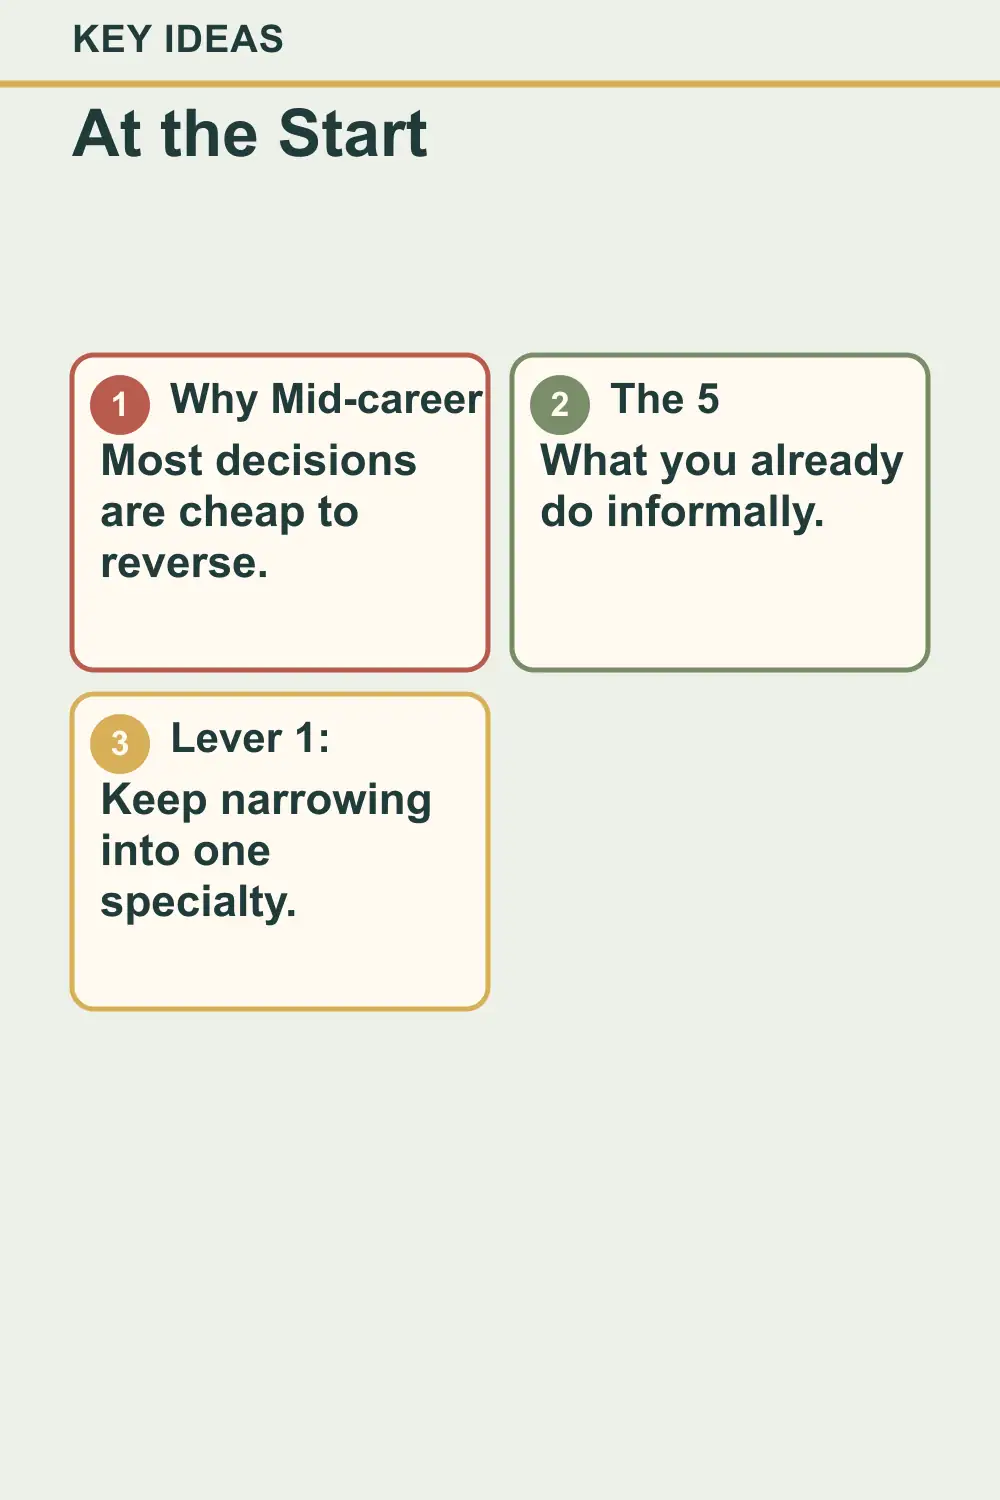 KEY IDEAS
At the Start
1 Why Mid-career
Most decisions
are cheap to
reverse.
2 The 5
What you already
do informally.
3 Lever 1:
Keep narrowing
into one
specialty.